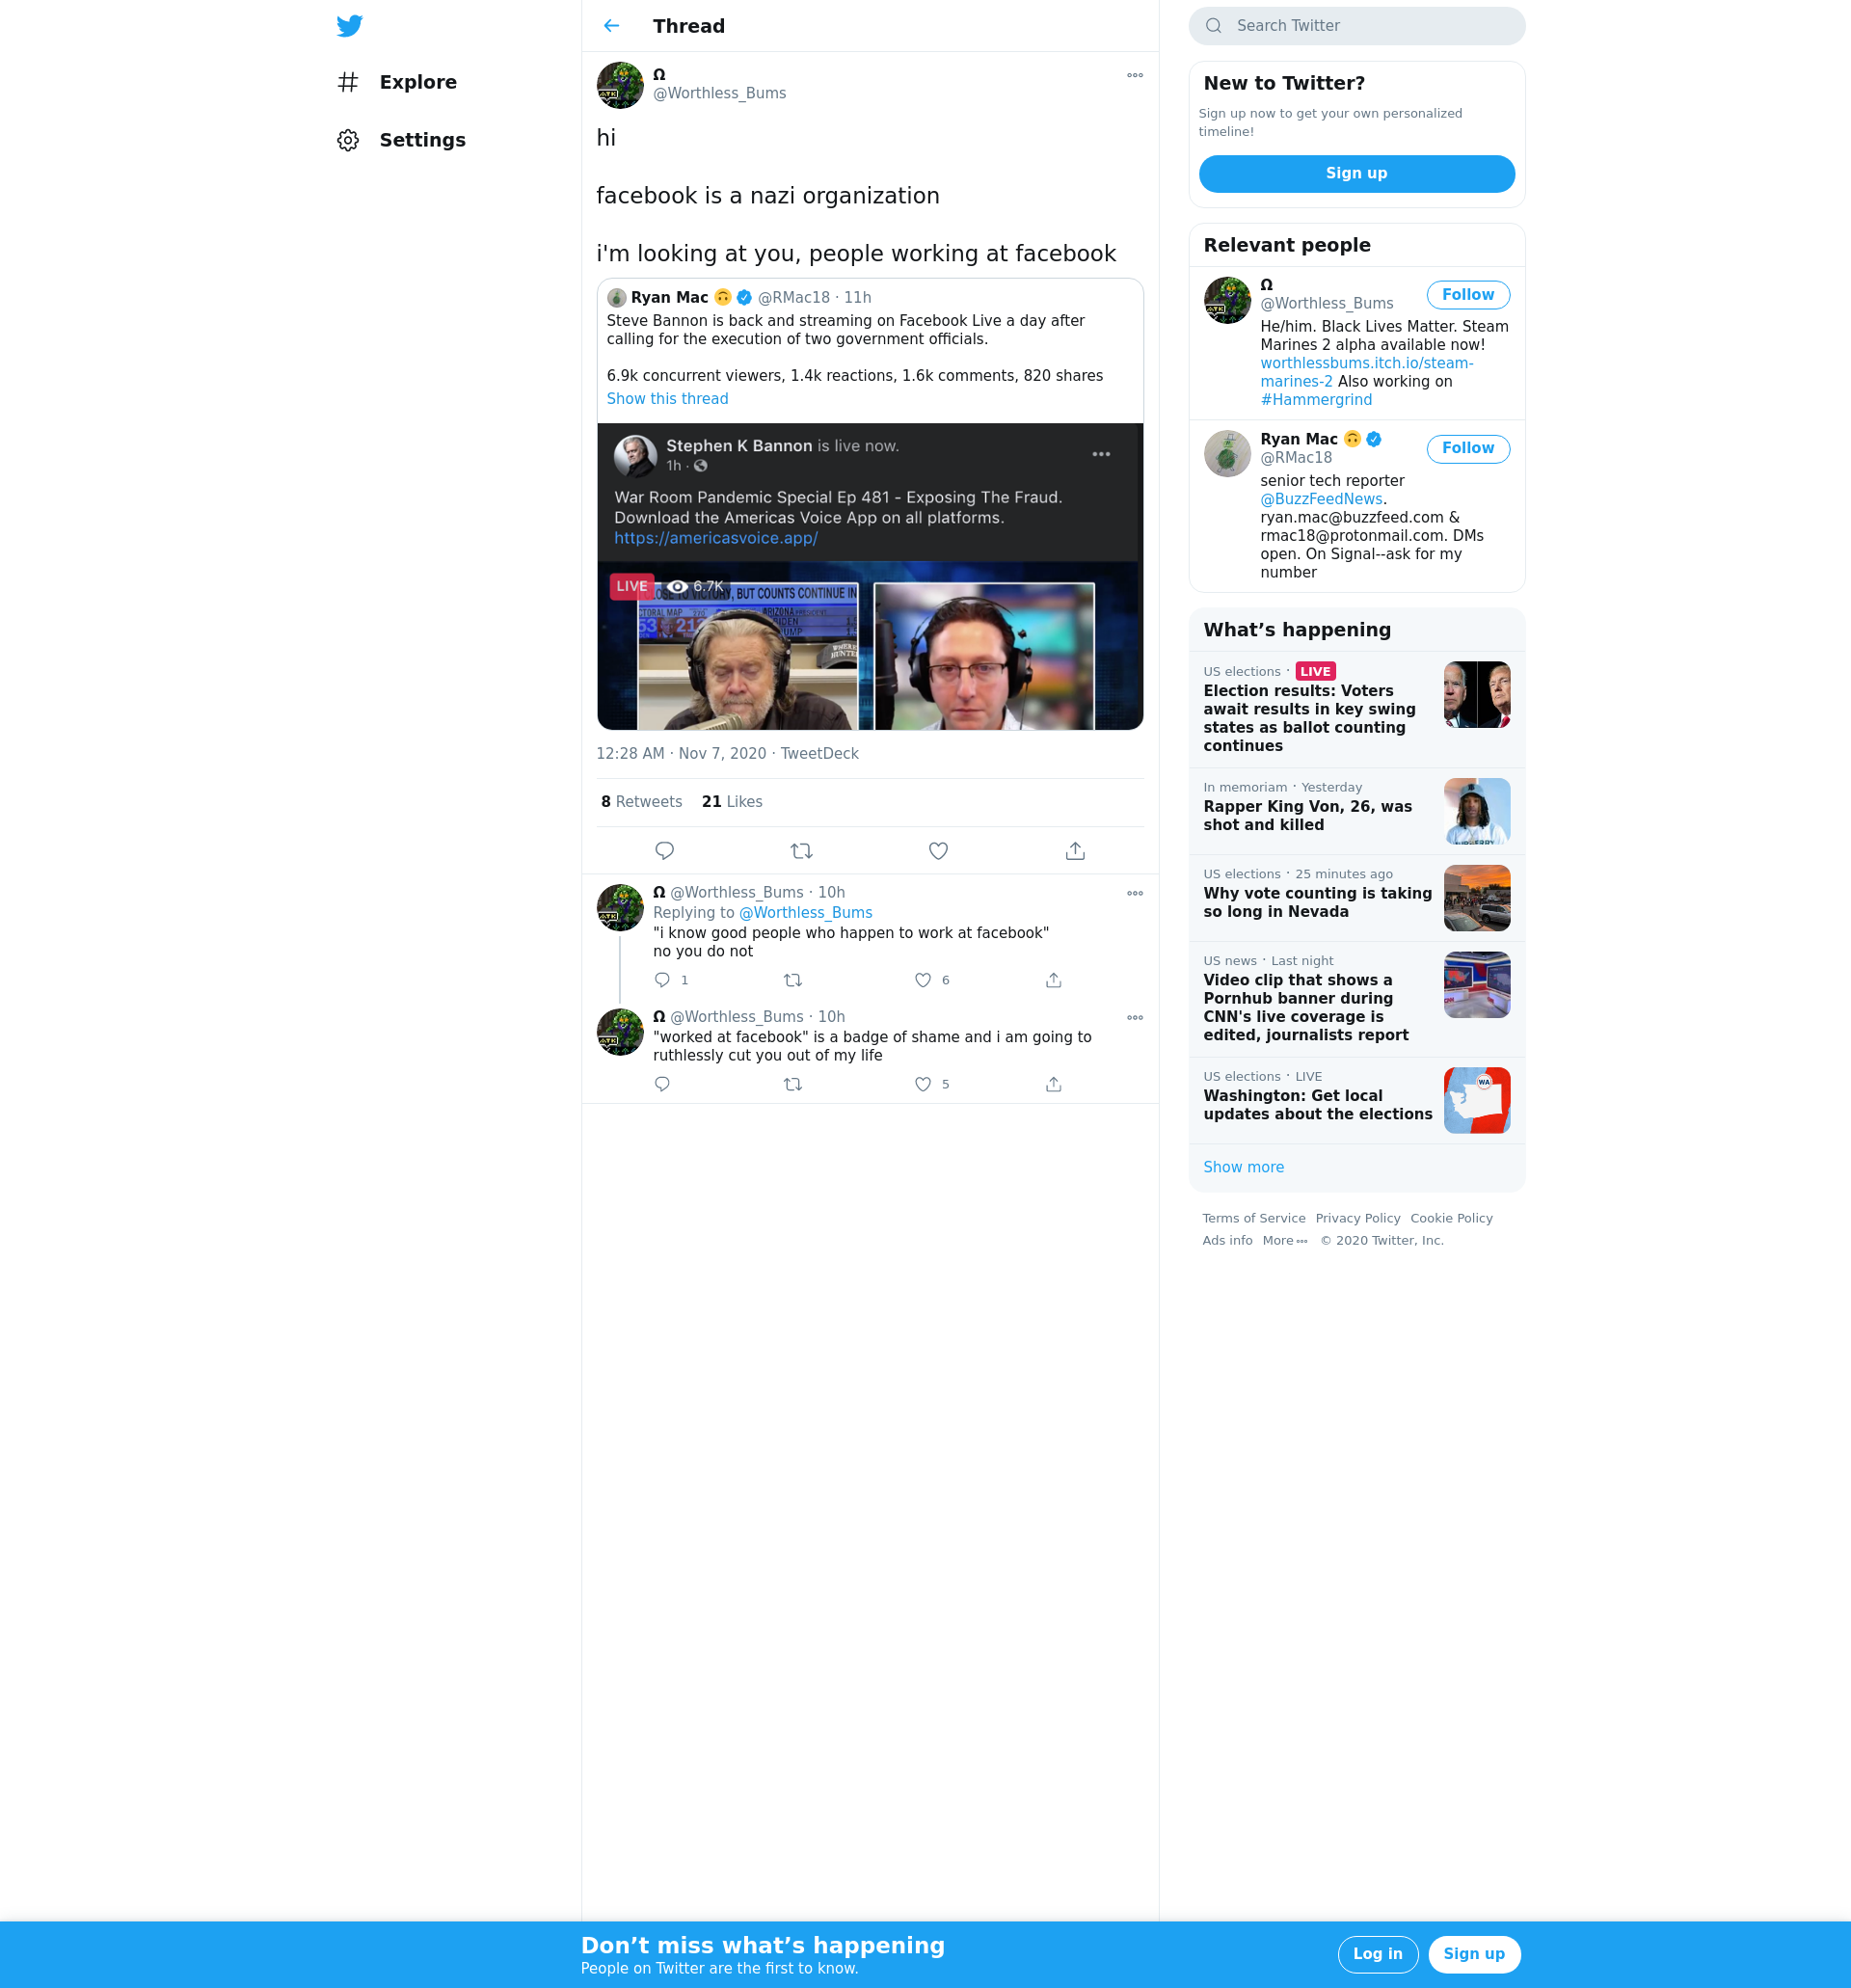 Explore
Settings
Thread
Ω
@Worthless_Bums
hi
facebook is a nazi organization
i'm looking at you, people working at facebook
Ryan Mac 🙃 @RMac18 · 11h
Steve Bannon is back and streaming on Facebook Live a day after
calling for the execution of two government officials.
6.9k concurrent viewers, 1.4k reactions, 1.6k comments, 820 shares
Show this thread
Stephen K Bannon is live now.
1h ·
War Room Pandemic Special Ep 481 - Exposing The Fraud.
Download the Americas Voice App on all platforms.
https://americasvoice.app/
LIVE 6.7K
VICTORY, BUT COUNTS CONTINUE IN
MAP
ARIZONA
12:28 AM · Nov 7, 2020 · TweetDeck
8 Retweets 21 Likes
Ω @Worthless_Bums · 10h
Replying to @Worthless_Bums
"i know good people who happen to work at facebook"
no you do not
1 6
Ω @Worthless_Bums · 10h
"worked at facebook" is a badge of shame and i am going to
ruthlessly cut you out of my life
5
Search Twitter
New to Twitter?
Sign up now to get your own personalized
timeline!
Sign up
Relevant people
Ω
@Worthless_Bums
Follow
He/him. Black Lives Matter. Steam
Marines 2 alpha available now!
worthlessbums.itch.io/steam-
marines-2 Also working on
#Hammergrind
Ryan Mac 🙃
@RMac18
Follow
senior tech reporter
@BuzzFeedNews.
ryan.mac@buzzfeed.com &
rmac18@protonmail.com. DMs
open. On Signal--ask for my
number
What’s happening
US elections · LIVE
Election results: Voters
await results in key swing
states as ballot counting
continues
In memoriam · Yesterday
Rapper King Von, 26, was
shot and killed
US elections · 25 minutes ago
Why vote counting is taking
so long in Nevada
US news · Last night
Video clip that shows a
Pornhub banner during
CNN's live coverage is
edited, journalists report
US elections · LIVE
Washington: Get local
updates about the elections
WA
Show more
Terms of Service Privacy Policy Cookie Policy
Ads info More © 2020 Twitter, Inc.
Don’t miss what’s happening
People on Twitter are the first to know.
Log in
Sign up